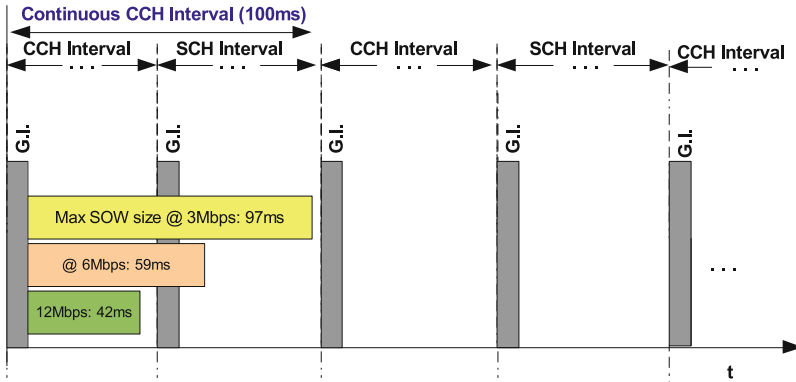 Continuous CCH Interval (100ms)
CCH Interval SCH Interval CCH Interval SCH Interval CCH Interval
. . . . . . . . . . . . . . .
G.I. G.I. G.I. G.I. G.I.
Max SOW size @ 3Mbps: 97ms
@ 6Mbps: 59ms
. . .
12Mbps: 42ms
t